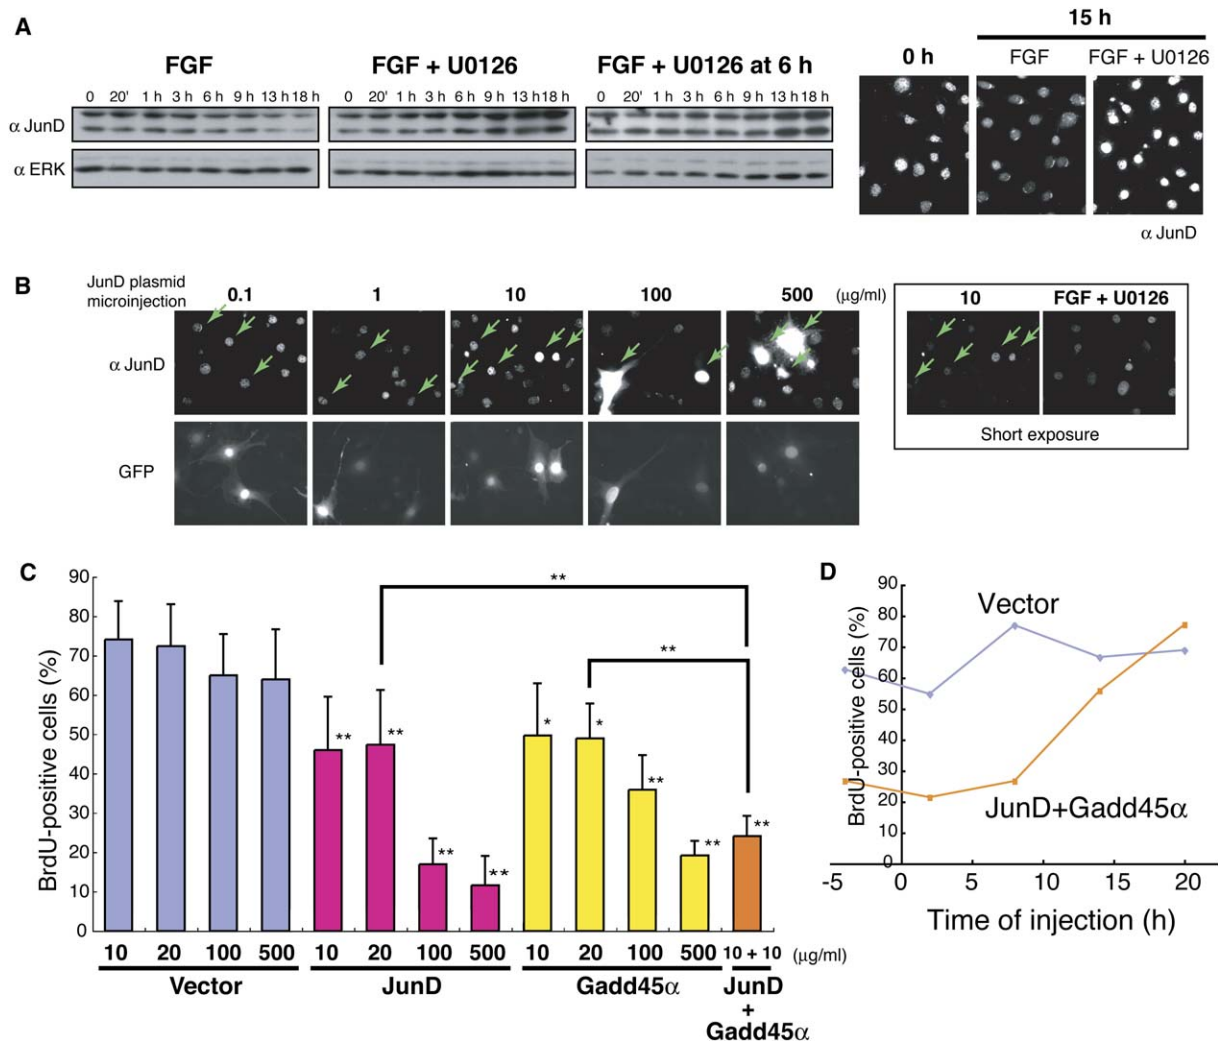 A
15 h
FGF
FGF + U0126
FGF + U0126 at 6 h
0 h
FGF
FGF + U0126
0 20' 1 h 3 h 6 h 9 h 13 h 18 h
0 20' 1 h 3 h 6 h 9 h 13 h 18 h
0 20' 1 h 3 h 6 h 9 h 13 h 18 h
α JunD
α ERK
α JunD
B
JunD plasmid
microinjection
0.1
1
10
100
500
(μg/ml)
10
FGF + U0126
α JunD
GFP
Short exposure
C
BrdU-positive cells (%)
90
80
70
60
50
40
30
20
10
0
**
**
**
**
**
**
*
*
**
**
**
10 20 100 500
10 20 100 500
10 20 100 500
10 + 10
(μg/ml)
Vector
JunD
Gadd45α
JunD
+
Gadd45α
D
BrdU-positive cells (%)
90
80
70
60
50
40
30
20
10
0
Vector
JunD+Gadd45α
-5 0 5 10 15 20
Time of injection (h)